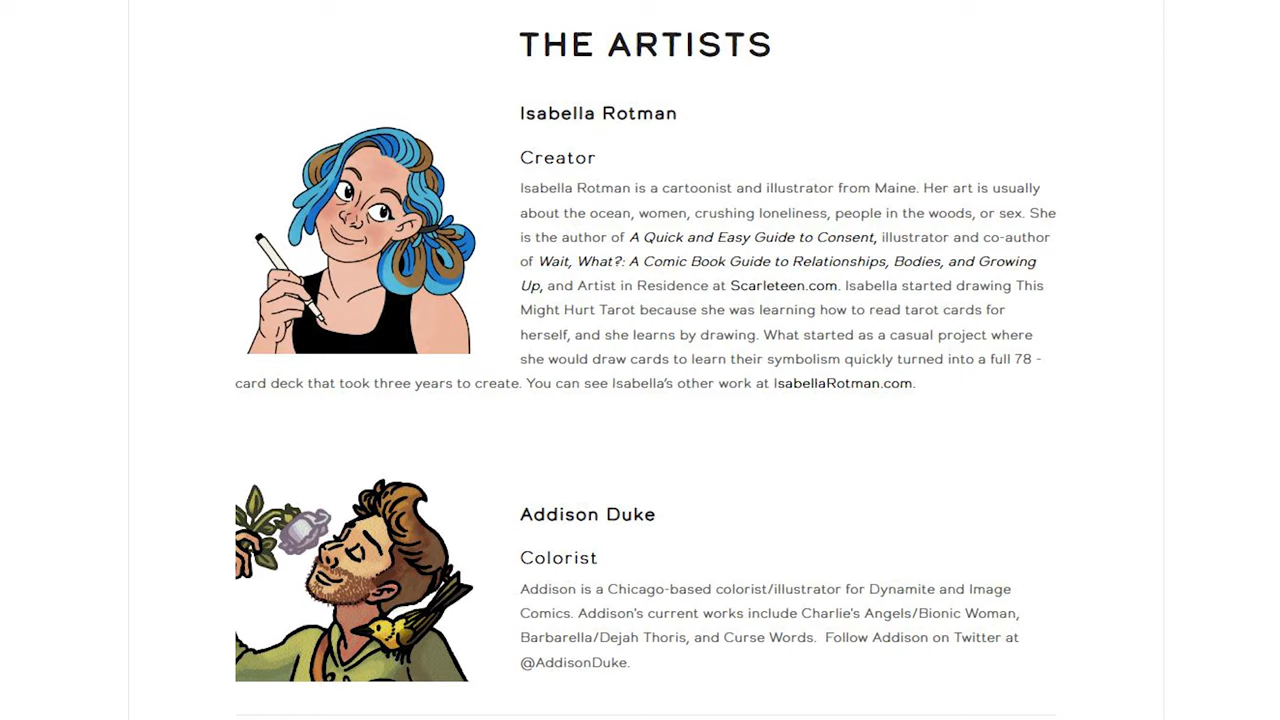 THE ARTISTS
Isabella Rotman
Creator
Isabella Rotman is a cartoonist and illustrator from Maine. Her art is usually
about the ocean, women, crushing loneliness, people in the woods, or sex. She
is the author of A Quick and Easy Guide to Consent, illustrator and co-author
of Wait, What?: A Comic Book Guide to Relationships, Bodies, and Growing
Up, and Artist in Residence at Scarleteen.com. Isabella started drawing This
Might Hurt Tarot because she was learning how to read tarot cards for
herself, and she learns by drawing. What started as a casual project where
she would draw cards to learn their symbolism quickly turned into a full 78 -
card deck that took three years to create. You can see Isabella's other work at IsabellaRotman.com.
Addison Duke
Colorist
Addison is a Chicago-based colorist/illustrator for Dynamite and Image
Comics. Addison's current works include Charlie's Angels/Bionic Woman,
Barbarella/Dejah Thoris, and Curse Words.  Follow Addison on Twitter at
@AddisonDuke.